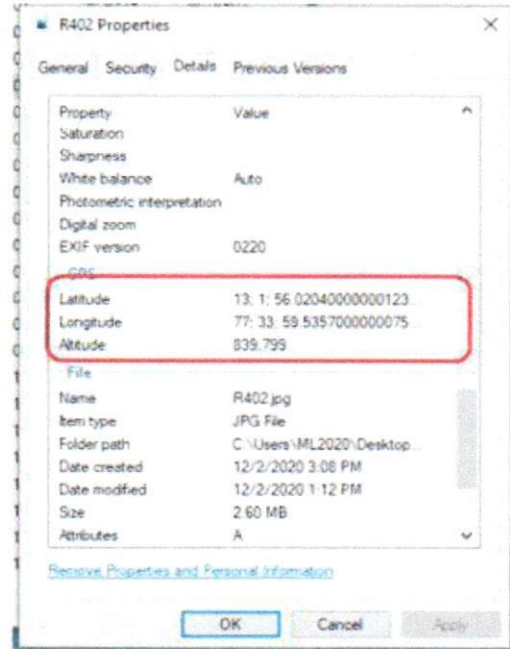 R402 Properties
General Security Details Previous Versions
Property Value
Saturation
Sharpness
White balance Auto
Photometric interpretation
Digital zoom
EXIF version 0220
GPS
Latitude 13; 1; 56.02040000000123...
Longitude 77; 33; 59.5357000000075...
Altitude 839.799
File
Name R402.jpg
Item type JPG File
Folder path C:\Users\ML2020\Desktop...
Date created 12/2/2020 3:08 PM
Date modified 12/2/2020 1:12 PM
Size 2.60 MB
Attributes A
Remove Properties and Personal Information
OK Cancel Apply